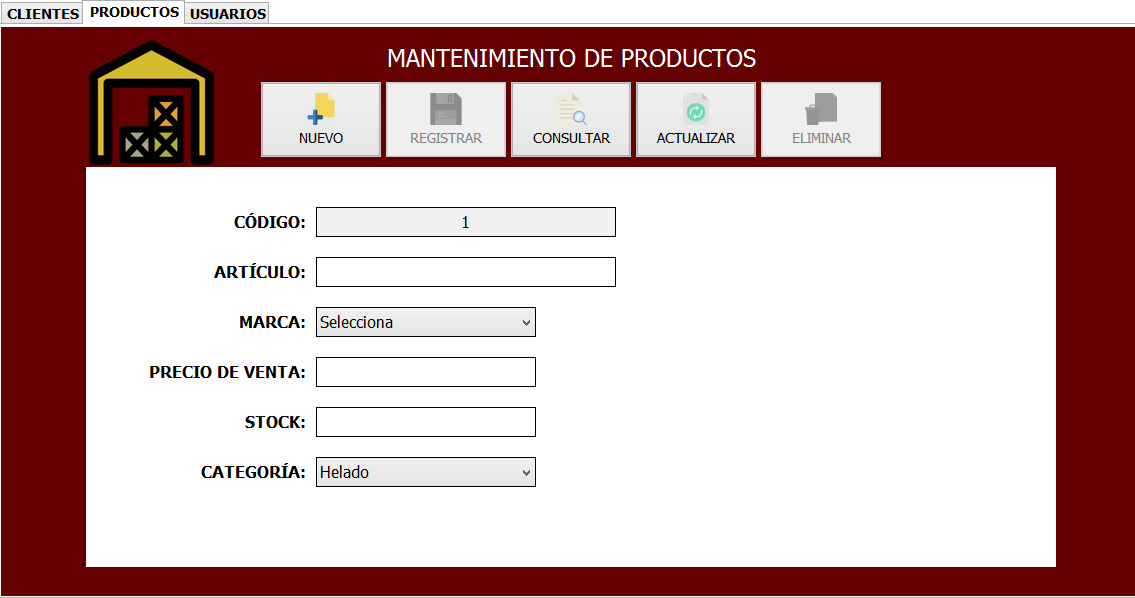 CLIENTES PRODUCTOS USUARIOS
MANTENIMIENTO DE PRODUCTOS
NUEVO REGISTRAR CONSULTAR ACTUALIZAR ELIMINAR
CÓDIGO: 1
ARTÍCULO:
MARCA: Selecciona
PRECIO DE VENTA:
STOCK:
CATEGORÍA: Helado